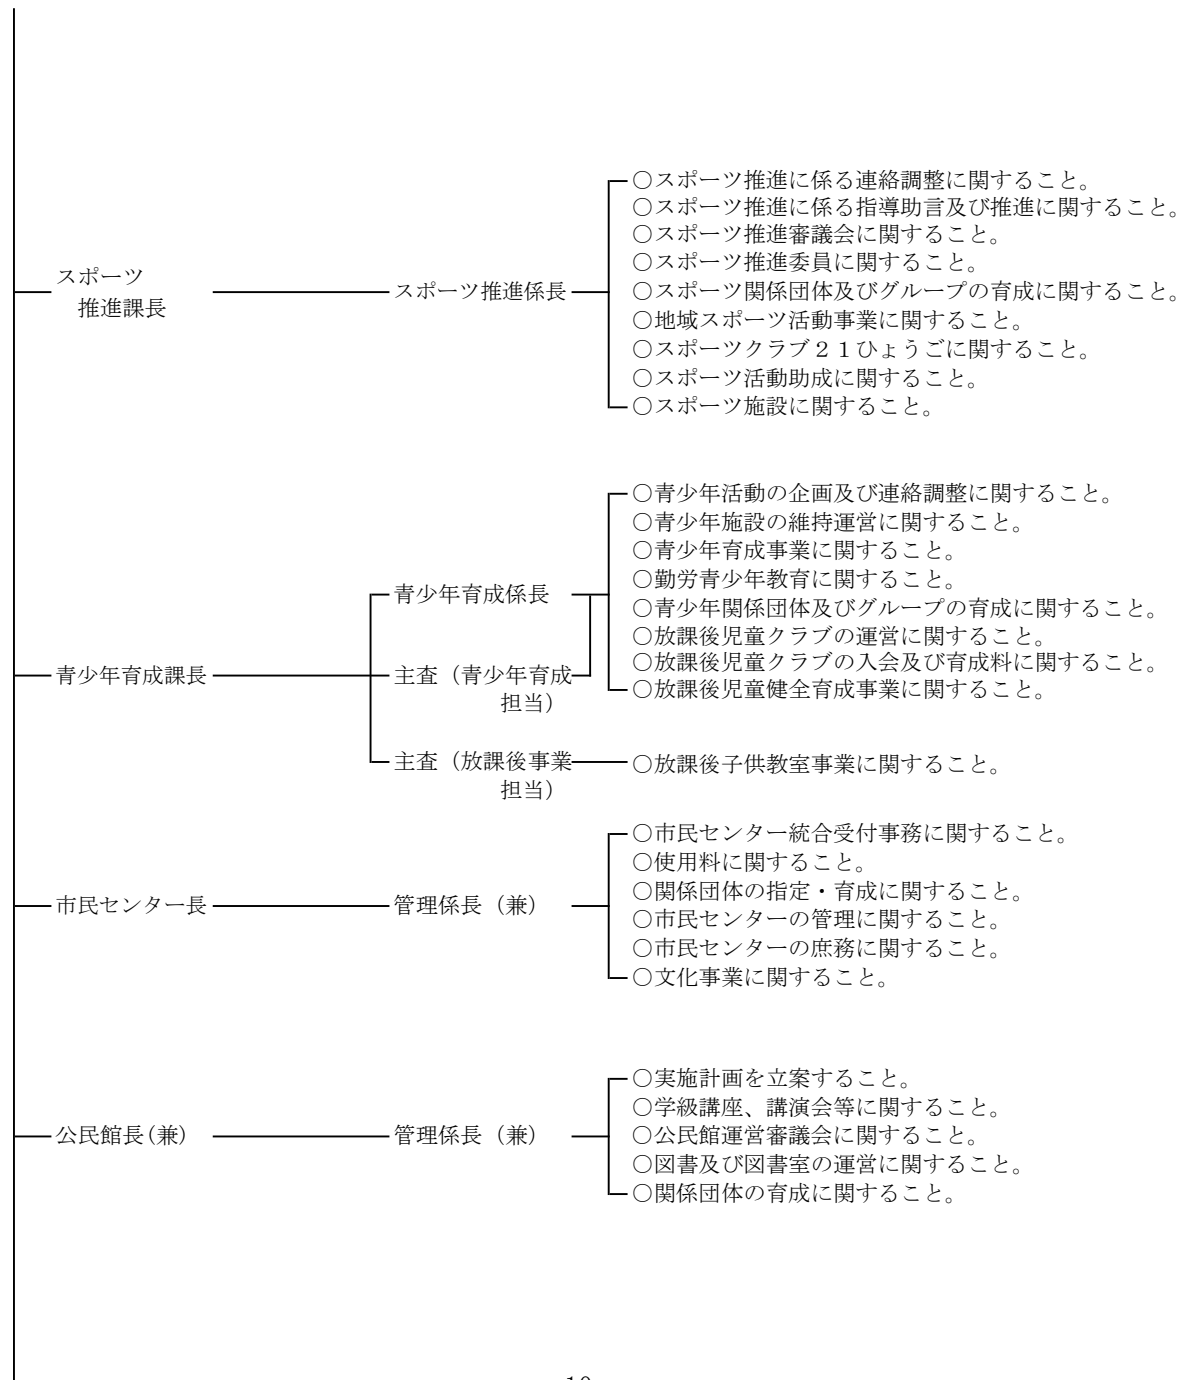 スポーツ
推進課長
スポーツ推進係長
○スポーツ推進に係る連絡調整に関すること。
○スポーツ推進に係る指導助言及び推進に関すること。
○スポーツ推進審議会に関すること。
○スポーツ推進委員に関すること。
○スポーツ関係団体及びグループの育成に関すること。
○地域スポーツ活動事業に関すること。
○スポーツクラブ２１ひょうごに関すること。
○スポーツ活動助成に関すること。
○スポーツ施設に関すること。
青少年育成課長
青少年育成係長
主査（青少年育成
担当）
○青少年活動の企画及び連絡調整に関すること。
○青少年施設の維持運営に関すること。
○青少年育成事業に関すること。
○勤労青少年教育に関すること。
○青少年関係団体及びグループの育成に関すること。
○放課後児童クラブの運営に関すること。
○放課後児童クラブの入会及び育成料に関すること。
○放課後児童健全育成事業に関すること。
主査（放課後事業
担当）
○放課後子供教室事業に関すること。
市民センター長
管理係長（兼）
○市民センター統合受付事務に関すること。
○使用料に関すること。
○関係団体の指定・育成に関すること。
○市民センターの管理に関すること。
○市民センターの庶務に関すること。
○文化事業に関すること。
公民館長(兼)
管理係長（兼）
○実施計画を立案すること。
○学級講座、講演会等に関すること。
○公民館運営審議会に関すること。
○図書及び図書室の運営に関すること。
○関係団体の育成に関すること。